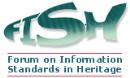 FISH
Forum on Information
Standards in Heritage